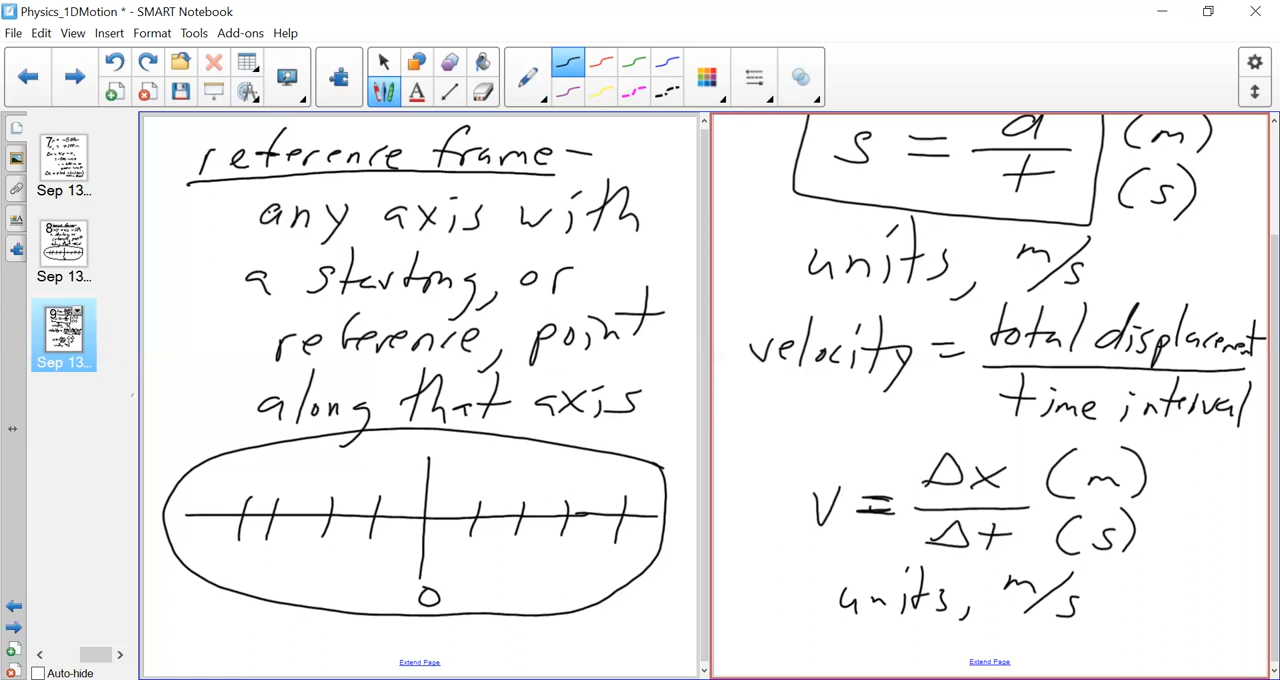 Physics_1DMotion * - SMART Notebook
File Edit View Insert Format Tools Add-ons Help
Sep 13...
8
Sep 13...
9
Sep 13...
Auto-hide
reference frame -
any axis with
a starting, or
reference, point
along that axis
0
Extend Page
s = d/t (m) (s)
units, m/s
velocity = total displacement
time interval
v = Δx (m)
Δt (s)
units, m/s
Extend Page